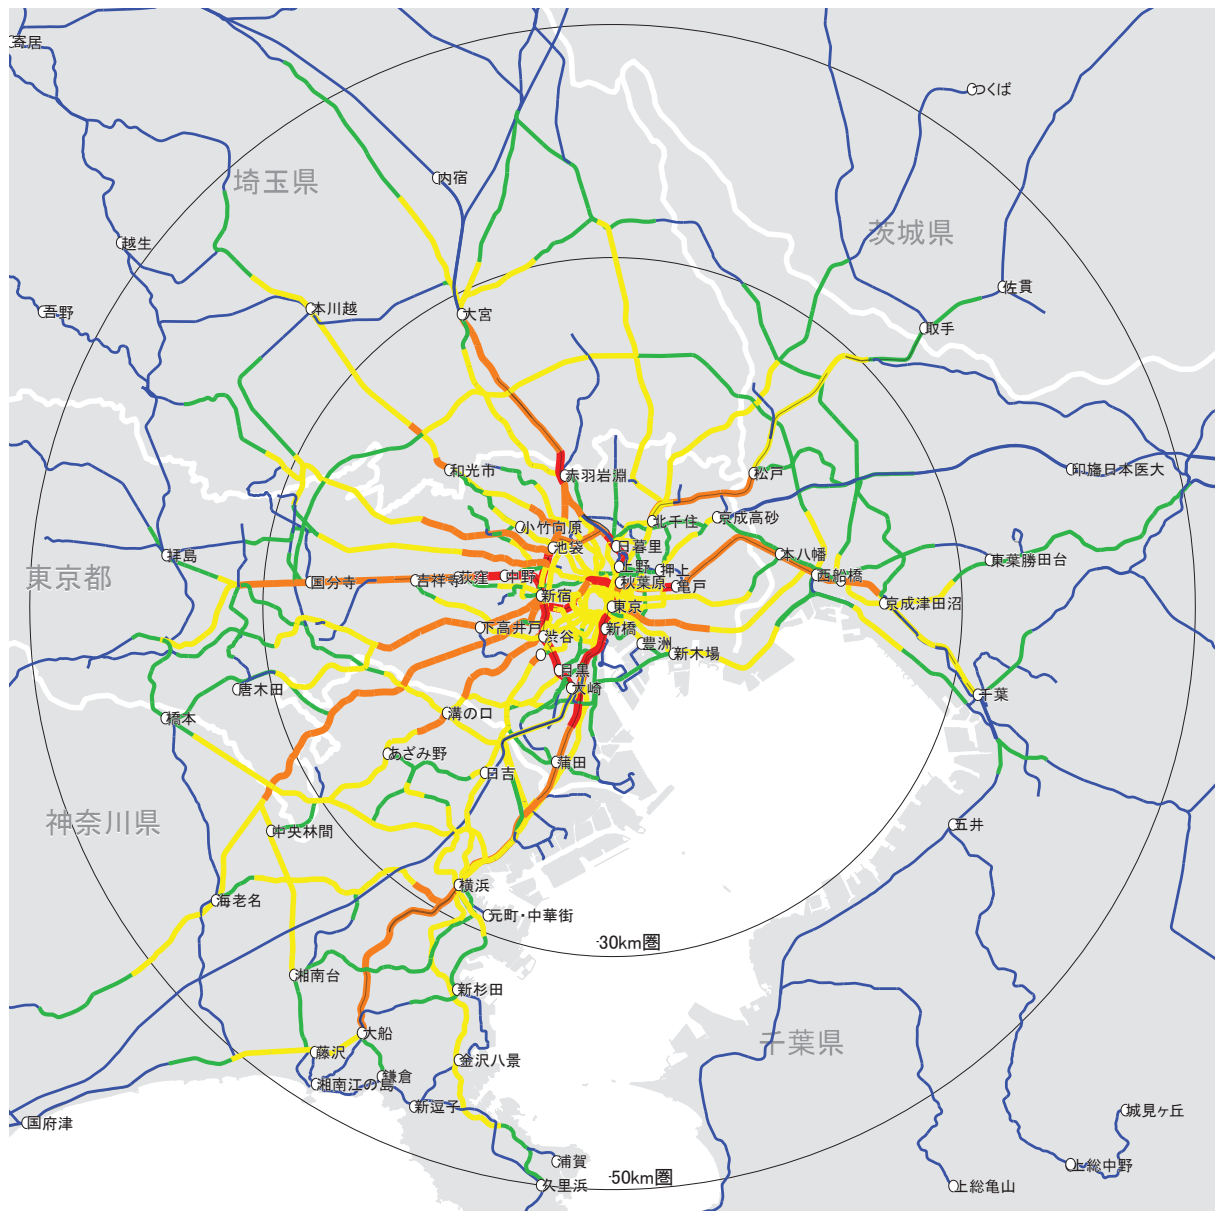 寄居
つくば
内宿
埼玉県
茨城県
越生
佐貫
吾野
本川越
大宮
取手
和光市
赤羽岩淵
松戸
印旛日本医大
小竹向原
北千住
京成高砂
池袋
日暮里
本八幡
拝島
東京都
国分寺
吉祥寺
荻窪
中野
上野
押上
西船橋
東葉勝田台
秋葉原
亀戸
新宿
東京
京成津田沼
下高井戸
渋谷
新橋
豊洲
新木場
目黒
大崎
唐木田
千葉
橋本
溝の口
あざみ野
日吉
蒲田
神奈川県
中央林間
五井
海老名
横浜
元町・中華街
30km圏
湘南台
新杉田
大船
千葉県
藤沢
金沢八景
鎌倉
湘南江の島
新逗子
国府津
城見ヶ丘
浦賀
上総中野
50km圏
久里浜
上総亀山